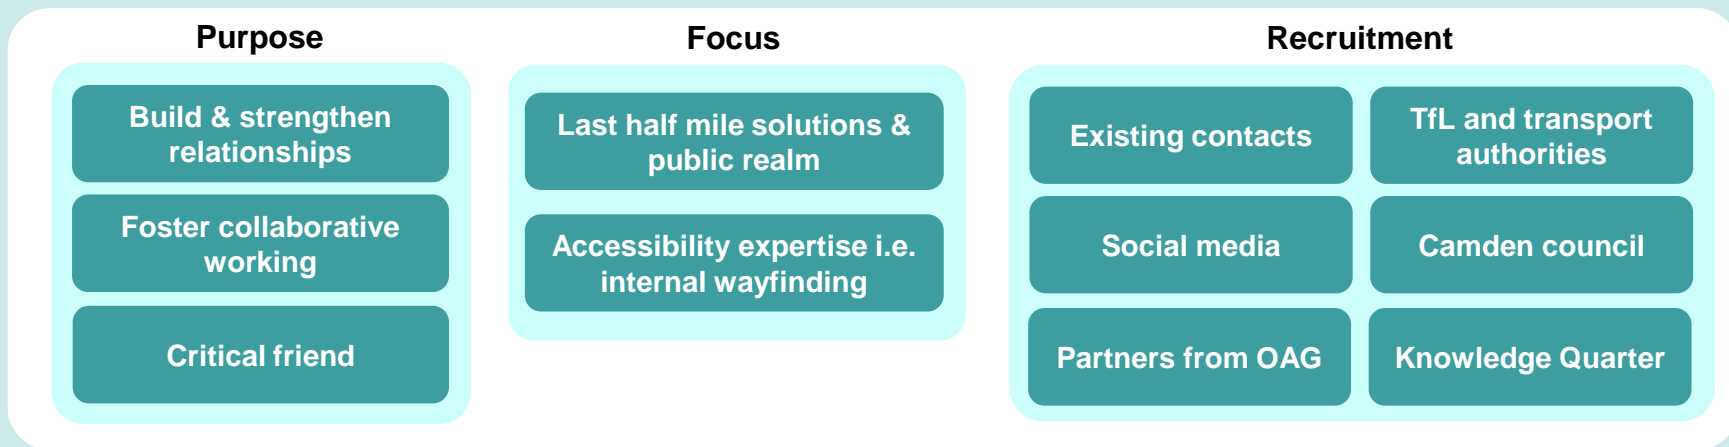 Purpose
Build & strengthen
relationships
Foster collaborative
working
Critical friend
Focus
Last half mile solutions &
public realm
Accessibility expertise i.e.
internal wayfinding
Recruitment
Existing contacts
TfL and transport
authorities
Social media
Camden council
Partners from OAG
Knowledge Quarter